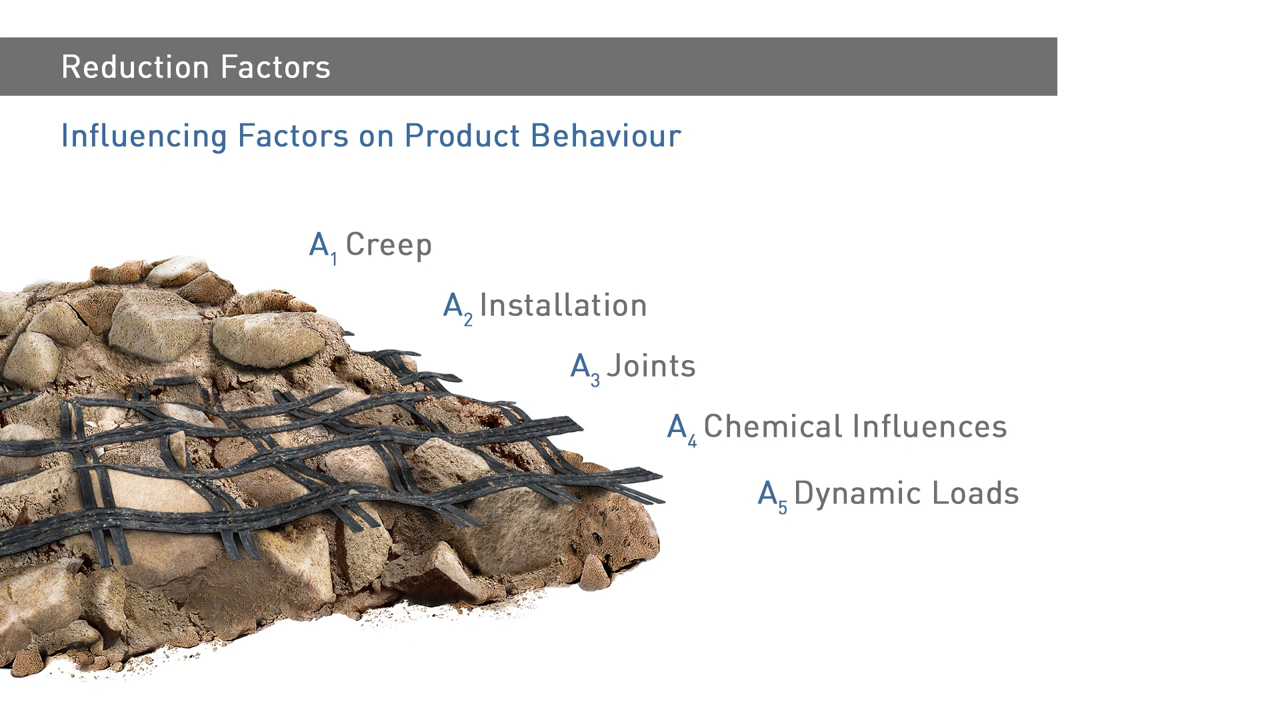 Reduction Factors
Influencing Factors on Product Behaviour
A₁ Creep
A₂ Installation
A₃ Joints
A₄ Chemical Influences
A₅ Dynamic Loads